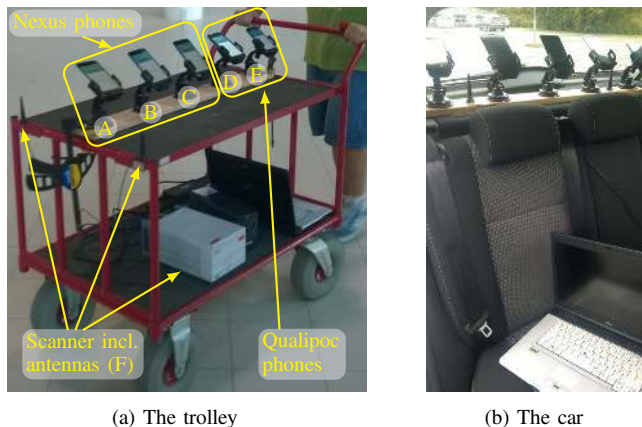 Nexus phones
A
B
C
D
E
Scanner incl.
antennas (F)
Qualipoc
phones
(a) The trolley
(b) The car